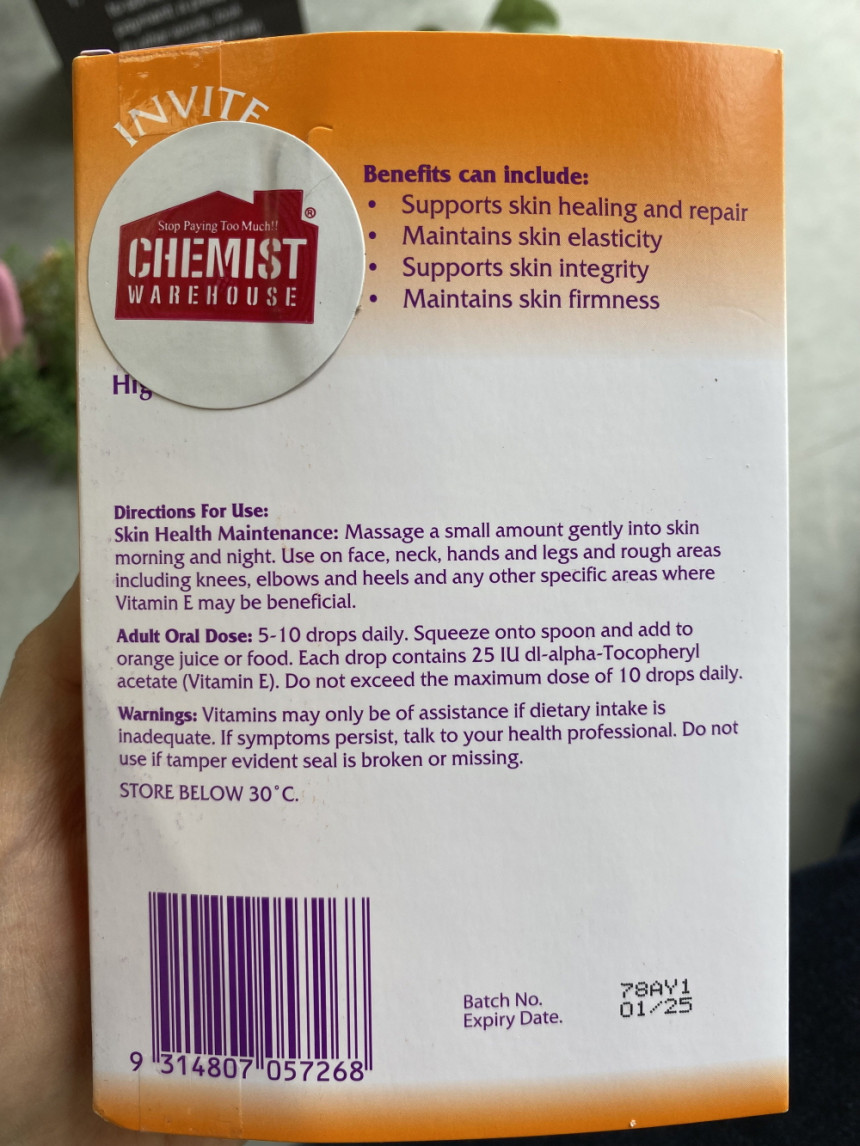 INVITE
Stop Paying Too Much!!
CHEMIST
WAREHOUSE
®
Benefits can include:
• Supports skin healing and repair
• Maintains skin elasticity
• Supports skin integrity
• Maintains skin firmness
Directions For Use:
Skin Health Maintenance: Massage a small amount gently into skin
morning and night. Use on face, neck, hands and legs and rough areas
including knees, elbows and heels and any other specific areas where
Vitamin E may be beneficial.
Adult Oral Dose: 5-10 drops daily. Squeeze onto spoon and add to
orange juice or food. Each drop contains 25 IU dl-alpha-Tocopheryl
acetate (Vitamin E). Do not exceed the maximum dose of 10 drops daily.
Warnings: Vitamins may only be of assistance if dietary intake is
inadequate. If symptoms persist, talk to your health professional. Do not
use if tamper evident seal is broken or missing.
STORE BELOW 30°C.
Batch No. 78AY1
Expiry Date. 01/25
9 314807 057268